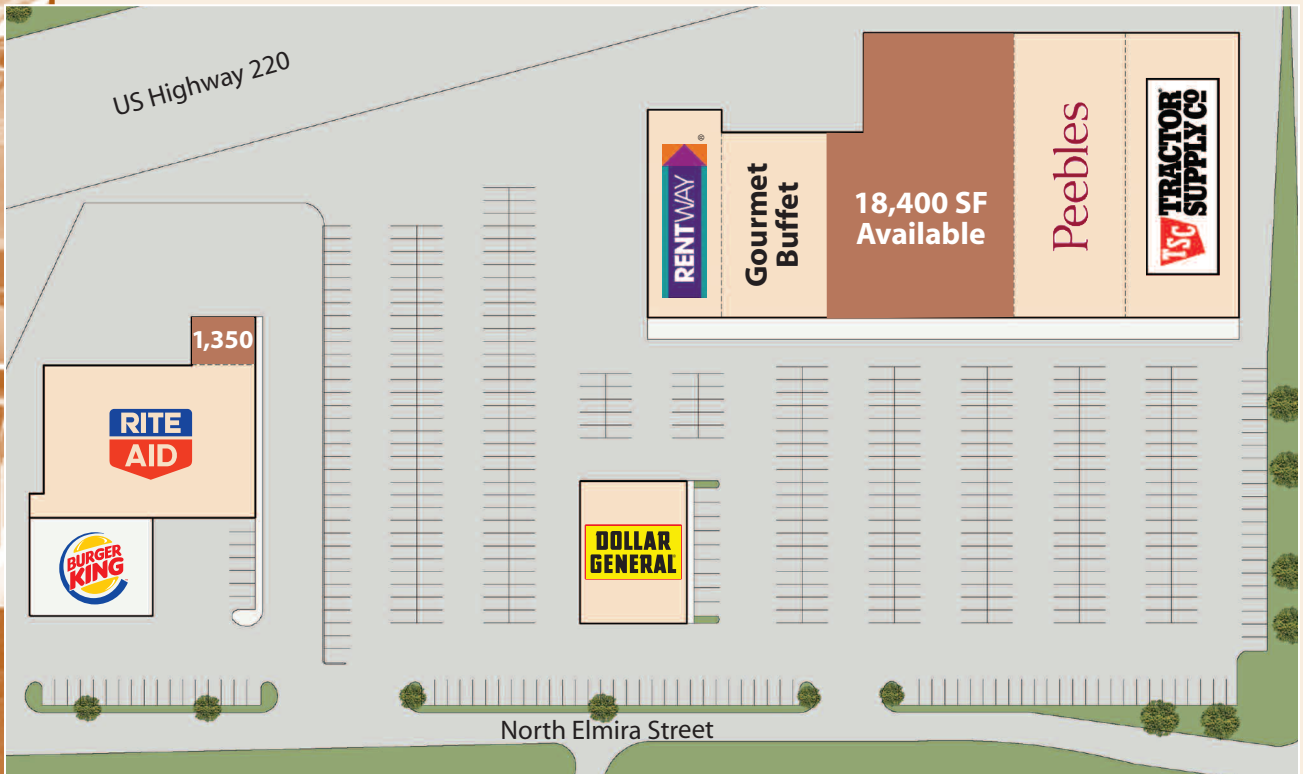 US Highway 220
RENTWAY®
Gourmet
Buffet
18,400 SF
Available
Peebles
TSC TRACTOR
SUPPLY CO
1,350
RITE
AID
BURGER
KING
DOLLAR
GENERAL
North Elmira Street